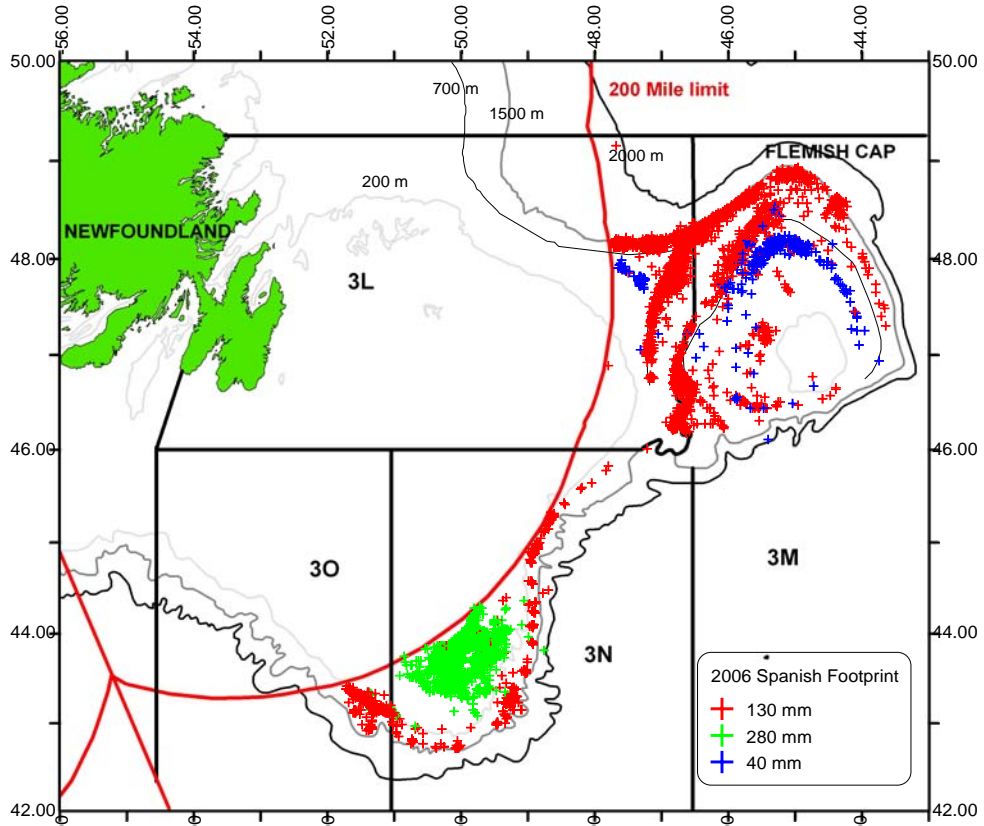 56.00 54.00 52.00 50.00 48.00 46.00 44.00
50.00 50.00
700 m
200 Mile limit
1500 m
2000 m
FLEMISH CAP
200 m
NEWFOUNDLAND
48.00 48.00
3L
46.00 46.00
3O
3M
44.00 44.00
3N
2006 Spanish Footprint
130 mm
280 mm
40 mm
42.00 42.00